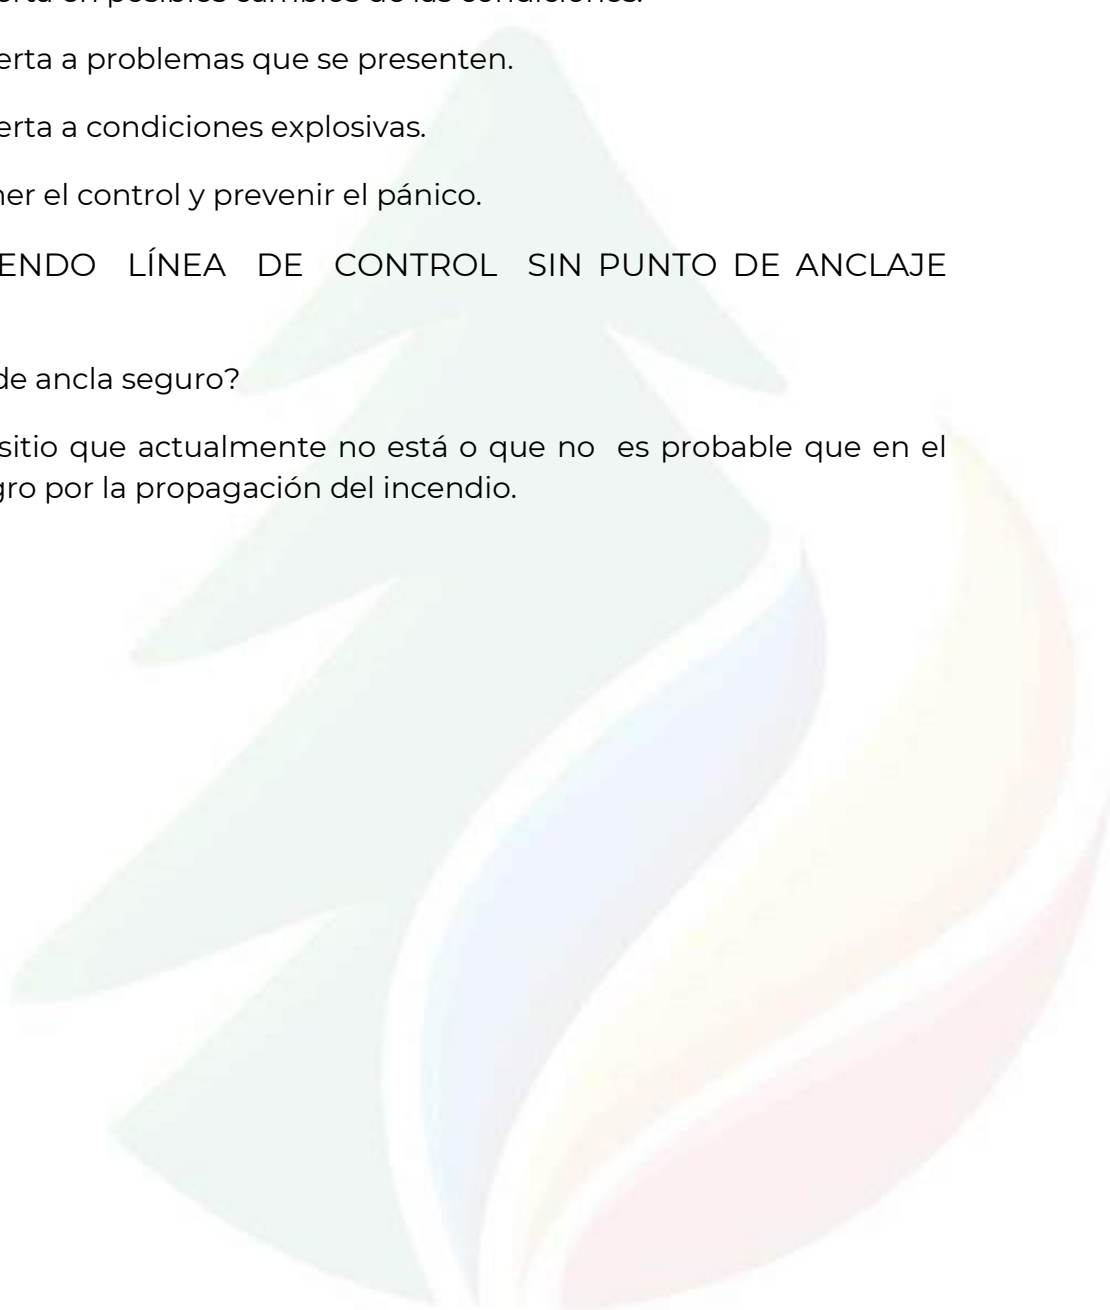 erta a problemas que se presenten.
erta a condiciones explosivas.
ner el control y prevenir el pánico.
ENDO LÍNEA DE CONTROL SIN PUNTO DE ANCLAJE
de ancla seguro?
sitio que actualmente no está o que no es probable que en el
gro por la propagación del incendio.